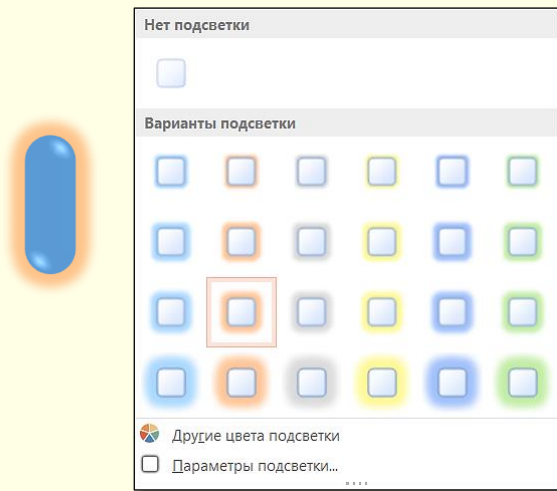 Нет подсветки
Варианты подсветки
Другие цвета подсветки
Параметры подсветки...